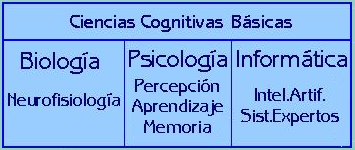 Ciencias Cognitivas Básicas
Biología
Neurofisiología
Psicología
Percepción
Aprendizaje
Memoria
Informática
Intel.Artif.
Sist.Expertos